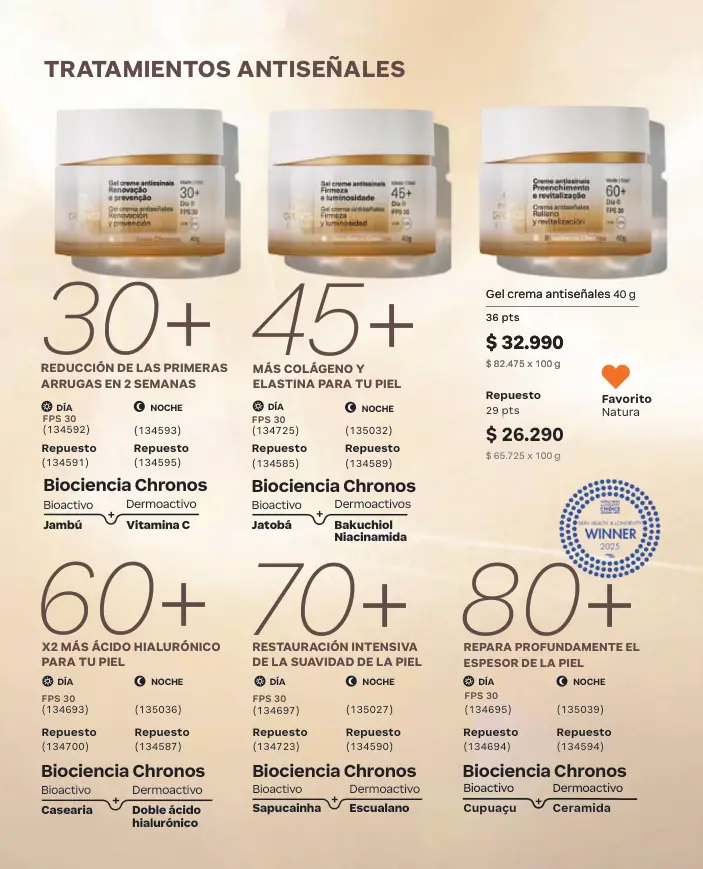 TRATAMIENTOS ANTISEÑALES
Gel creme antissinais
Renovação
e prevenção
30+
Dia
FPS 30
Gel crema antiseñales
Renovación
y prevención
40g
Gel creme antissinais
Firmeza
e luminosidade
45+
Dia
FPS 30
Gel crema antiseñales
Firmeza
y luminosidad
40g
Creme antissinais
Preenchimento
e revitalização
60+
Dia
FPS 30
Crema antiseñales
Relleno
y revitalización
40g
30+
REDUCCIÓN DE LAS PRIMERAS
ARRUGAS EN 2 SEMANAS
DÍA
FPS 30
(134592)
NOCHE
(134593)
Repuesto
(134591)
Repuesto
(134595)
Biociencia Chronos
Bioactivo
+
Dermoactivo
Jambú
Vitamina C
45+
MÁS COLÁGENO Y
ELASTINA PARA TU PIEL
DÍA
FPS 30
(134725)
NOCHE
(135032)
Repuesto
(134585)
Repuesto
(134589)
Biociencia Chronos
Bioactivo
+
Dermoactivos
Jatobá
Bakuchiol
Niacinamida
Gel crema antiseñales 40 g
36 pts
$ 32.990
$ 82.475 x 100 g
Repuesto
29 pts
$ 26.290
$ 65.725 x 100 g
Favorito
Natura
CHOICE
SKIN HEALTH & LONGEVITY
WINNER
2025
60+
X2 MÁS ÁCIDO HIALURÓNICO
PARA TU PIEL
DÍA
FPS 30
(134693)
NOCHE
(135036)
Repuesto
(134700)
Repuesto
(134587)
Biociencia Chronos
Bioactivo
+
Dermoactivo
Casearia
Doble ácido
hialurónico
70+
RESTAURACIÓN INTENSIVA
DE LA SUAVIDAD DE LA PIEL
DÍA
FPS 30
(134697)
NOCHE
(135027)
Repuesto
(134723)
Repuesto
(134590)
Biociencia Chronos
Bioactivo
+
Dermoactivo
Sapucainha
Escualano
80+
REPARA PROFUNDAMENTE EL
ESPESOR DE LA PIEL
DÍA
FPS 30
(134695)
NOCHE
(135039)
Repuesto
(134694)
Repuesto
(134594)
Biociencia Chronos
Bioactivo
+
Dermoactivo
Cupuaçu
Ceramida